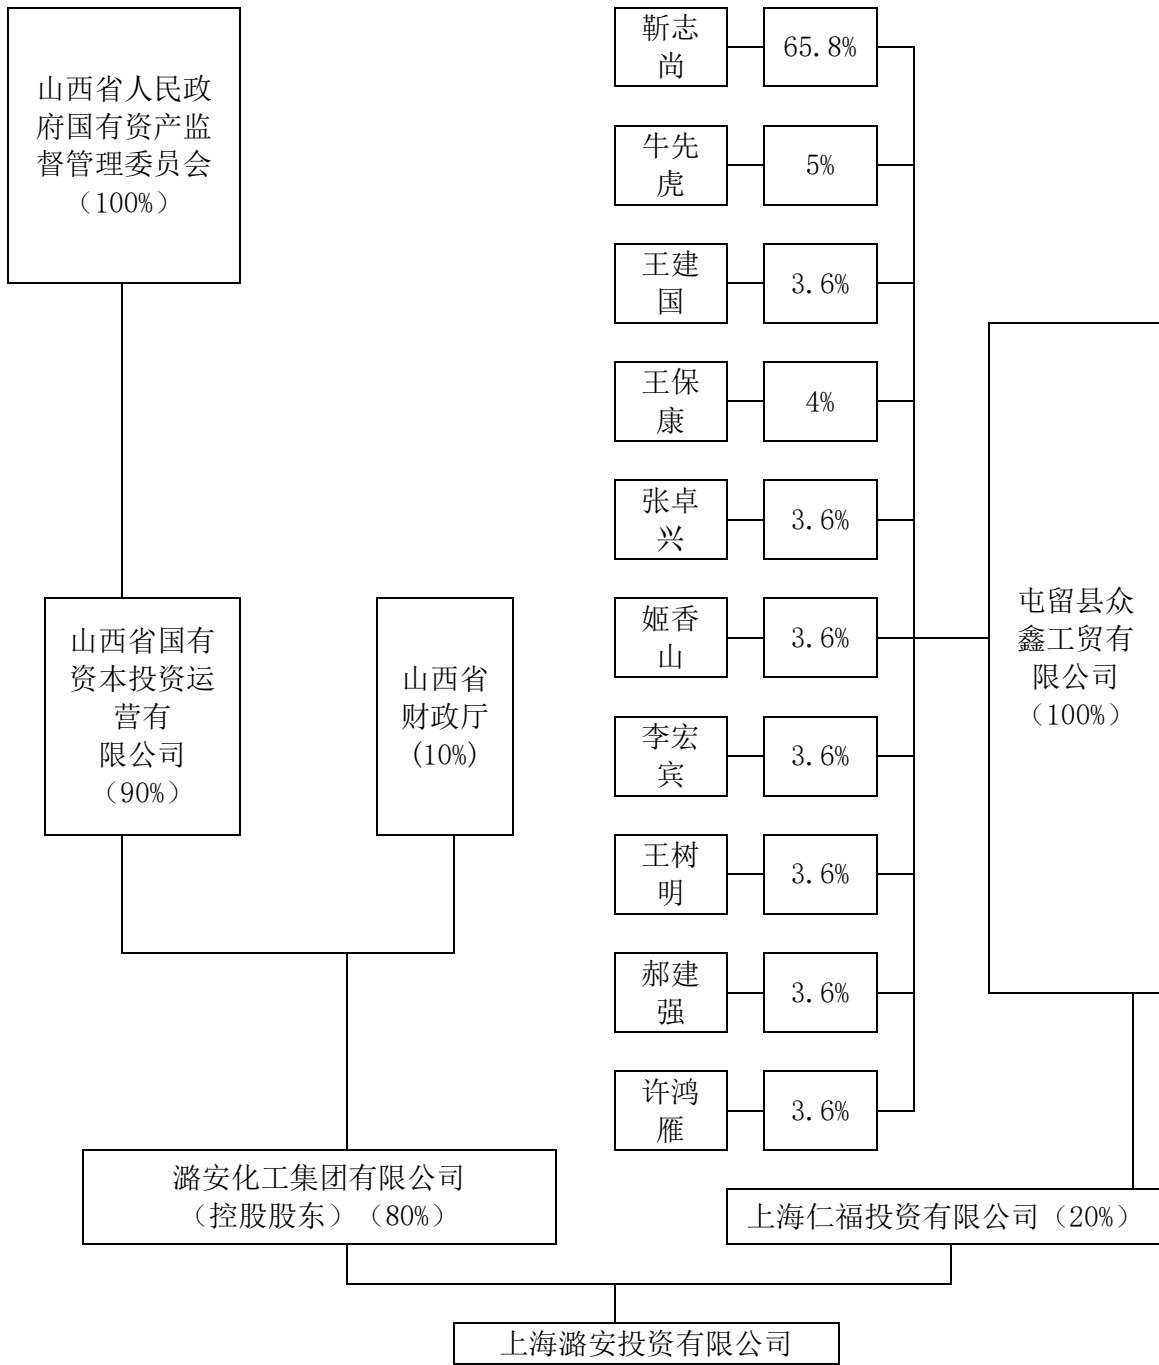 山西省人民政
府国有资产监
督管理委员会
（100%）
靳志
尚
65.8%
牛先
虎
5%
王建
国
3.6%
王保
康
4%
张卓
兴
3.6%
姬香
山
3.6%
李宏
宾
3.6%
王树
明
3.6%
郝建
强
3.6%
许鸿
雁
3.6%
屯留县众
鑫工贸有
限公司
（100%）
山西省国有
资本投资运
营有
限公司
（90%）
山西省
财政厅
(10%)
潞安化工集团有限公司
（控股股东）（80%）
上海仁福投资有限公司（20%）
上海潞安投资有限公司